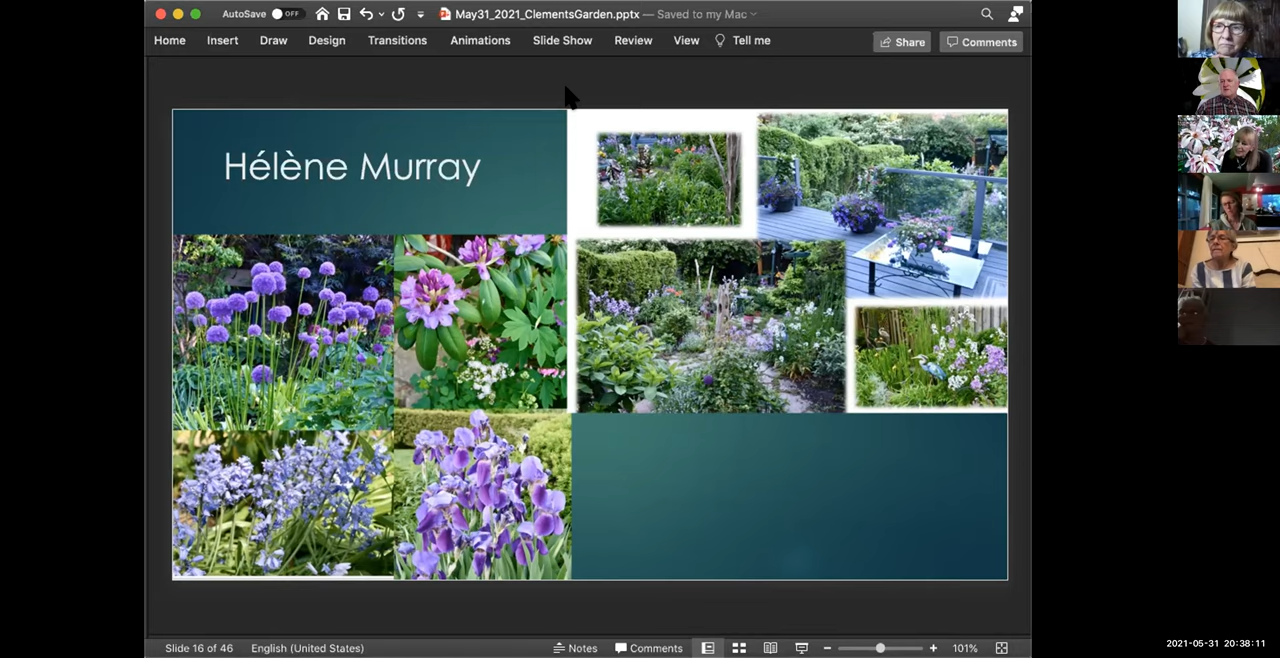 AutoSave OFF May31_2021_ClementsGarden.pptx — Saved to my Mac
Home Insert Draw Design Transitions Animations Slide Show Review View Tell me Share Comments
Hélène Murray
Slide 16 of 46 English (United States) Notes Comments 101%
2021-05-31 20:38:11